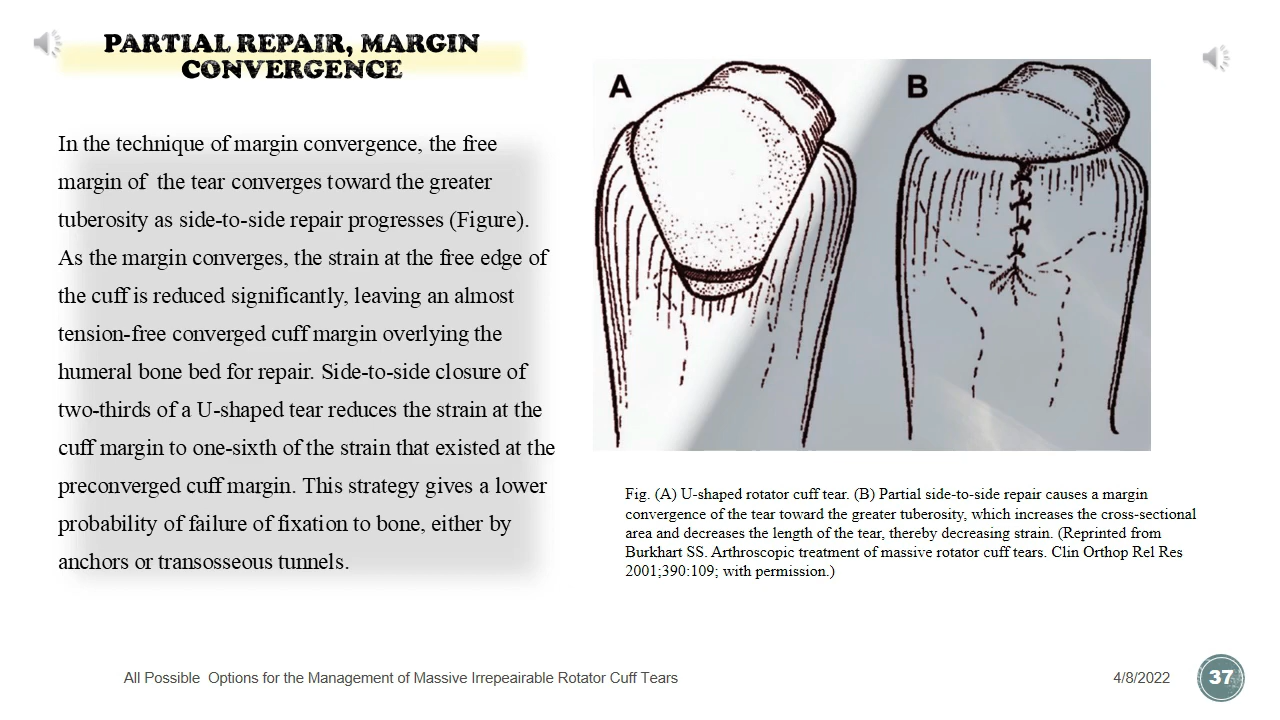 PARTIAL REPAIR, MARGIN
CONVERGENCE
In the technique of margin convergence, the free
margin of the tear converges toward the greater
tuberosity as side-to-side repair progresses (Figure).
As the margin converges, the strain at the free edge of
the cuff is reduced significantly, leaving an almost
tension-free converged cuff margin overlying the
humeral bone bed for repair. Side-to-side closure of
two-thirds of a U-shaped tear reduces the strain at the
cuff margin to one-sixth of the strain that existed at the
preconverged cuff margin. This strategy gives a lower
probability of failure of fixation to bone, either by
anchors or transosseous tunnels.
A
B
Fig. (A) U-shaped rotator cuff tear. (B) Partial side-to-side repair causes a margin
convergence of the tear toward the greater tuberosity, which increases the cross-sectional
area and decreases the length of the tear, thereby decreasing strain. (Reprinted from
Burkhart SS. Arthroscopic treatment of massive rotator cuff tears. Clin Orthop Rel Res
2001;390:109; with permission.)
All Possible Options for the Management of Massive Irrepeairable Rotator Cuff Tears
4/8/2022
37